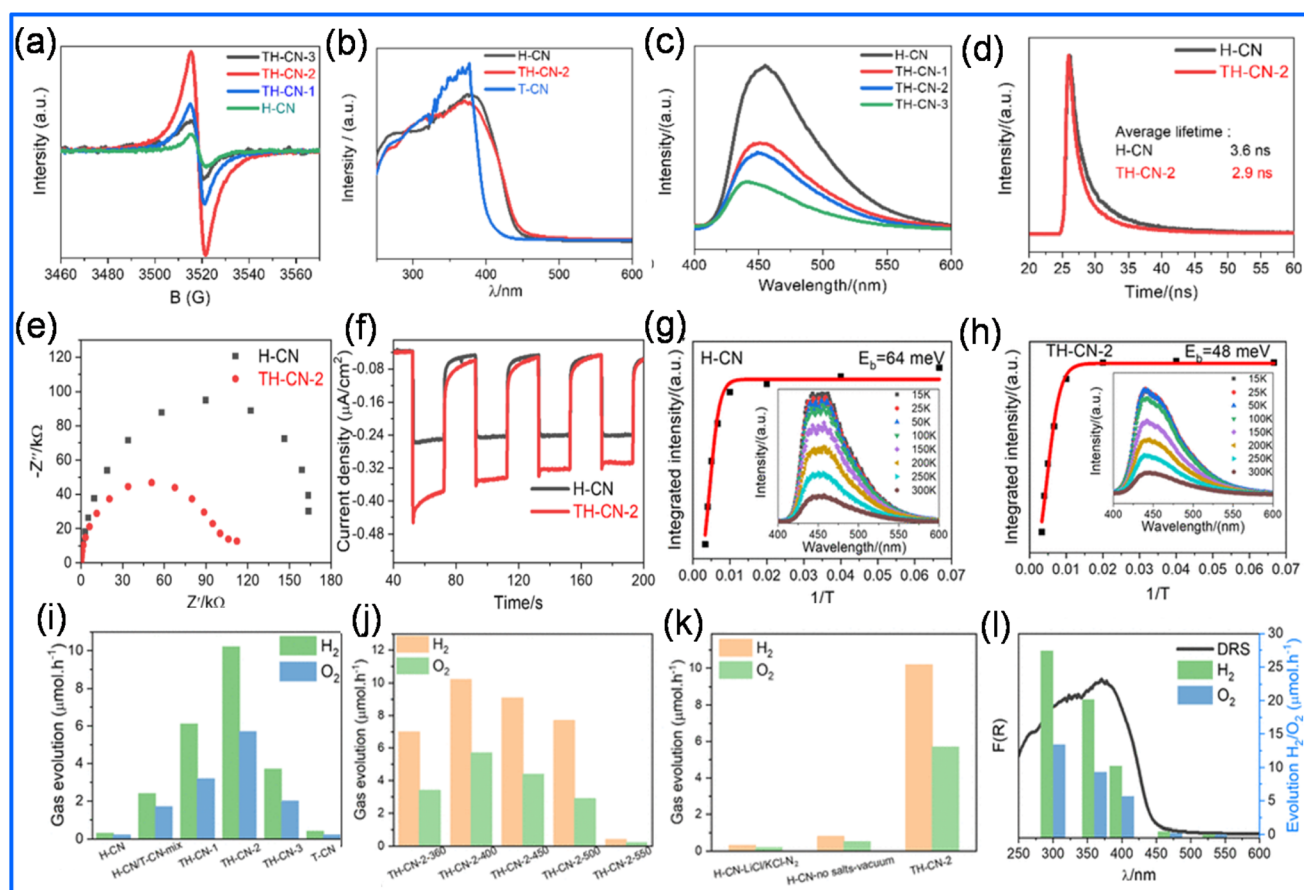 (a)
TH-CN-3
TH-CN-2
TH-CN-1
H-CN
Intensity (a.u.)
3460 3480 3500 3520 3540 3560
B (G)
(b)
H-CN
TH-CN-2
T-CN
Intersity / (a.u.)
300 400 500 600
λ/nm
(c)
H-CN
TH-CN-1
TH-CN-2
TH-CN-3
Intensity/(a.u.)
400 450 500 550 600
Wavelength/(nm)
(d)
H-CN
TH-CN-2
Average lifetime :
H-CN 3.6 ns
TH-CN-2 2.9 ns
Intensity/(a.u.)
20 25 30 35 40 45 50 55 60
Time/(ns)
(e)
H-CN
TH-CN-2
-Z''/kΩ
120
100
80
60
40
20
0
0 30 60 90 120 150 180
Z'/kΩ
(f)
H-CN
TH-CN-2
Current density (μA/cm²)
-0.08
-0.16
-0.24
-0.32
-0.40
-0.48
40 80 120 160 200
Time/s
(g)
H-CN
E_b=64 meV
Integrated intensity/(a.u.)
15K
25K
50K
100K
150K
200K
250K
300K
Intensity/(a.u.)
400 450 500 550 600
Wavelength/(nm)
0.00 0.01 0.02 0.03 0.04 0.05 0.06 0.07
1/T
(h)
TH-CN-2
E_b=48 meV
Integrated intensity/(a.u.)
15K
25K
50K
100K
150K
200K
250K
300K
Intensity/(a.u.)
400 450 500 550 600
Wavelength/(nm)
0.00 0.01 0.02 0.03 0.04 0.05 0.06 0.07
1/T
(i)
H₂
O₂
Gas evolution (μmol.h⁻¹)
10
8
6
4
2
0
H-CN
H-CN/T-CN-mix
TH-CN-1
TH-CN-2
TH-CN-3
T-CN
(j)
H₂
O₂
Gas evolution (μmol.h⁻¹)
12
10
8
6
4
2
0
TH-CN-2-360
TH-CN-2-400
TH-CN-2-450
TH-CN-2-500
TH-CN-2-550
(k)
H₂
O₂
Gas evolution (μmol.h⁻¹)
10
8
6
4
2
0
H-CN-LiCl/KCl-N₂
H-CN-no salts-vacuum
TH-CN-2
(l)
DRS
H₂
O₂
F(R)
Evolution H₂/O₂ (μmol.h⁻¹)
30
25
20
15
10
5
0
250 300 350 400 450 500 550 600
λ/nm